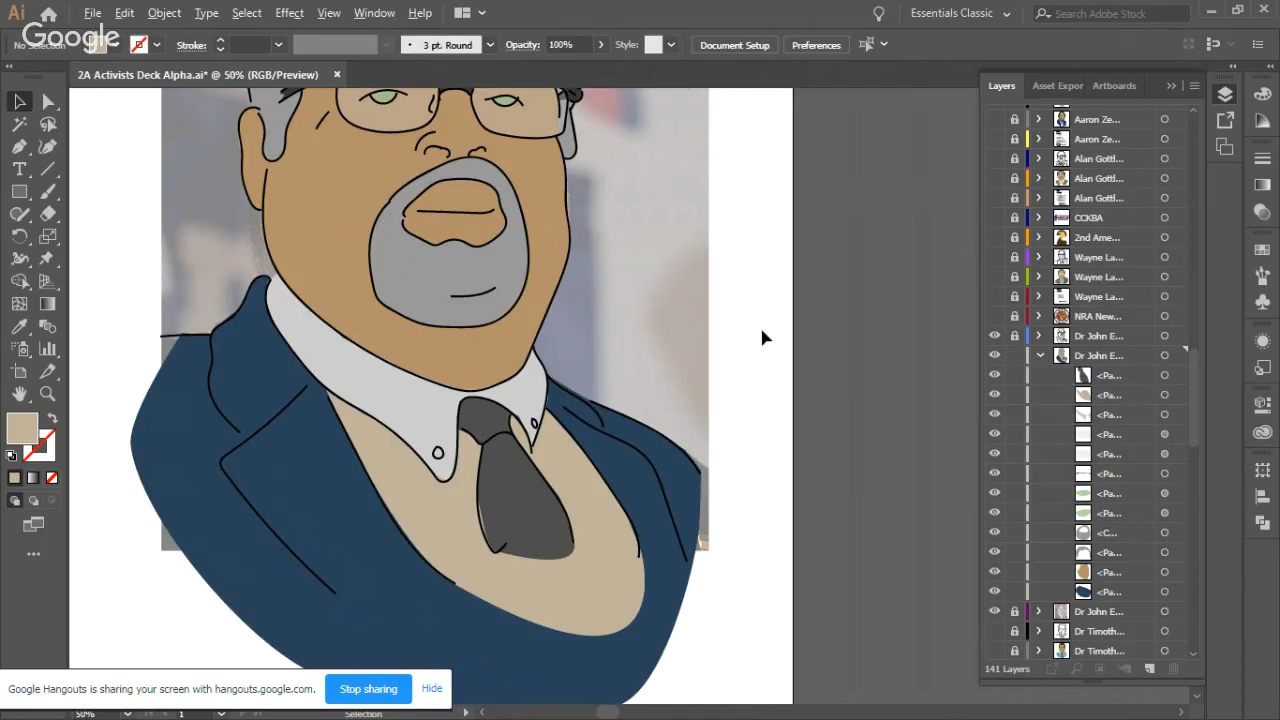 Ai File Edit Object Type Select Effect View Window Help Essentials Classic Search Adobe Stock
Google
No Selection Stroke: 3 pt. Round Opacity: 100% Style: Document Setup Preferences
2A Activists Deck Alpha.ai* @ 50% (RGB/Preview) ×
Layers Asset Expor Artboards
Aaron Ze...
Aaron Ze...
Alan Gottl...
Alan Gottl...
Alan Gottl...
CCKBA
2nd Ame...
Wayne La...
Wayne La...
Wayne La...
NRA New...
Dr John E...
Dr John E...
<Pa...
<Pa...
<Pa...
<Pa...
<Pa...
<Pa...
<Pa...
<Pa...
<C...
<Pa...
<Pa...
<Pa...
Dr John E...
Dr Timoth...
Dr Timoth...
141 Layers
Google Hangouts is sharing your screen with hangouts.google.com. Stop sharing Hide
50% 1 Selection